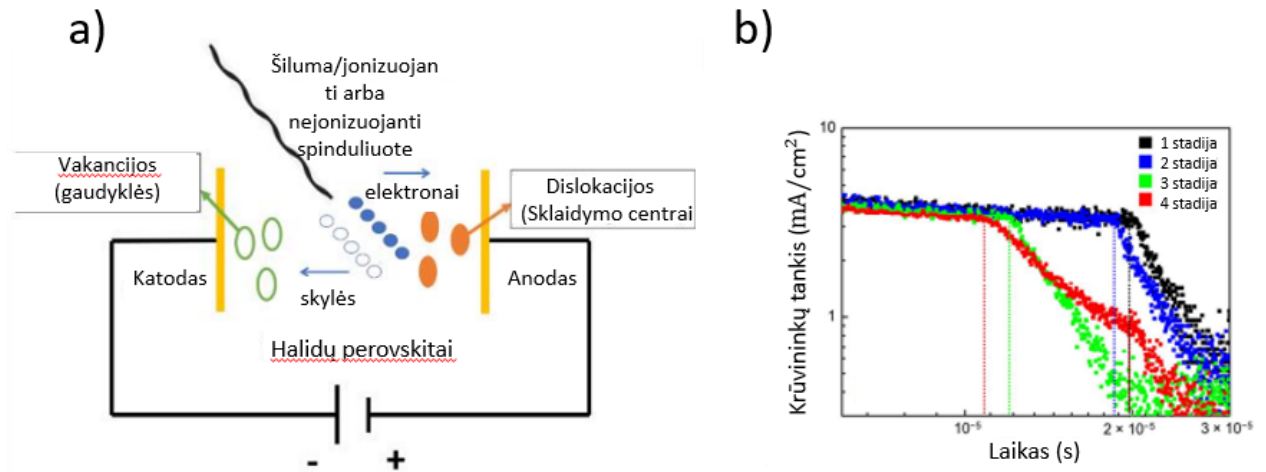 a)
Šiluma/jonizuojan
ti arba
nejonizuojanti
spinduliuote
Vakancijos
(gaudyklės)
elektronai
Dislokacijos
(Sklaidymo centrai
Katodas
skylės
Anodas
Halidų perovskitai
-
+
b)
Krūvininkų tankis (mA/cm²)
10
1
1 stadija
2 stadija
3 stadija
4 stadija
10⁻⁵
2 × 10⁻⁵
3 × 10⁻⁵
Laikas (s)